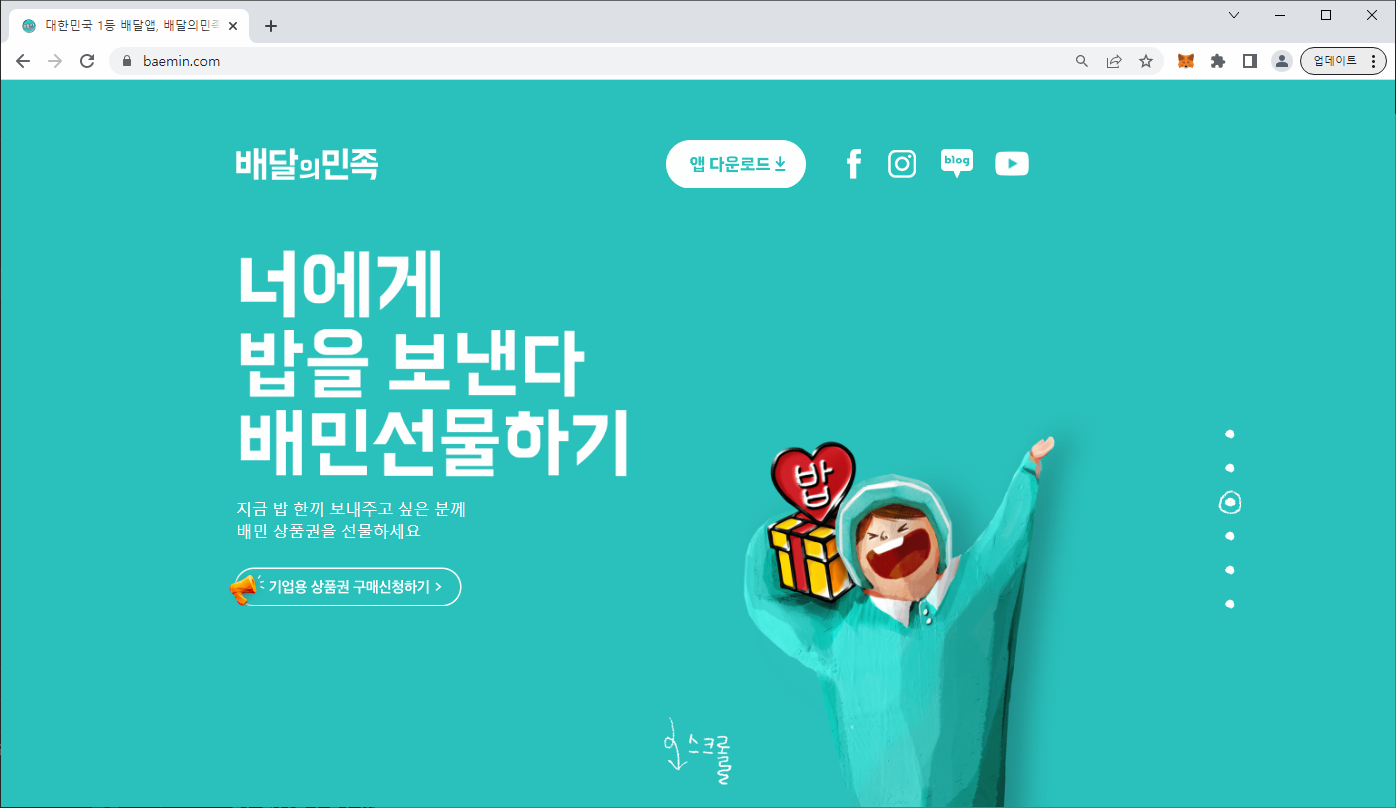 대한민국 1등 배달앱, 배달의민족
baemin.com
업데이트
배달의민족
앱 다운로드
blog
너에게
밥을 보낸다
배민선물하기
지금 밥 한끼 보내주고 싶은 분께
배민 상품권을 선물하세요
기업용 상품권 구매신청하기 >
밥
스크롤